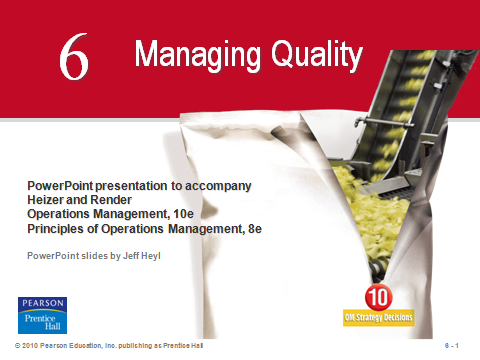 6 Managing Quality
PowerPoint presentation to accompany
Heizer and Render
Operations Management, 10e
Principles of Operations Management, 8e
PowerPoint slides by Jeff Heyl
10
OM Strategy Decisions
PEARSON
Prentice
Hall
© 2010 Pearson Education, Inc. publishing as Prentice Hall
6 - 1